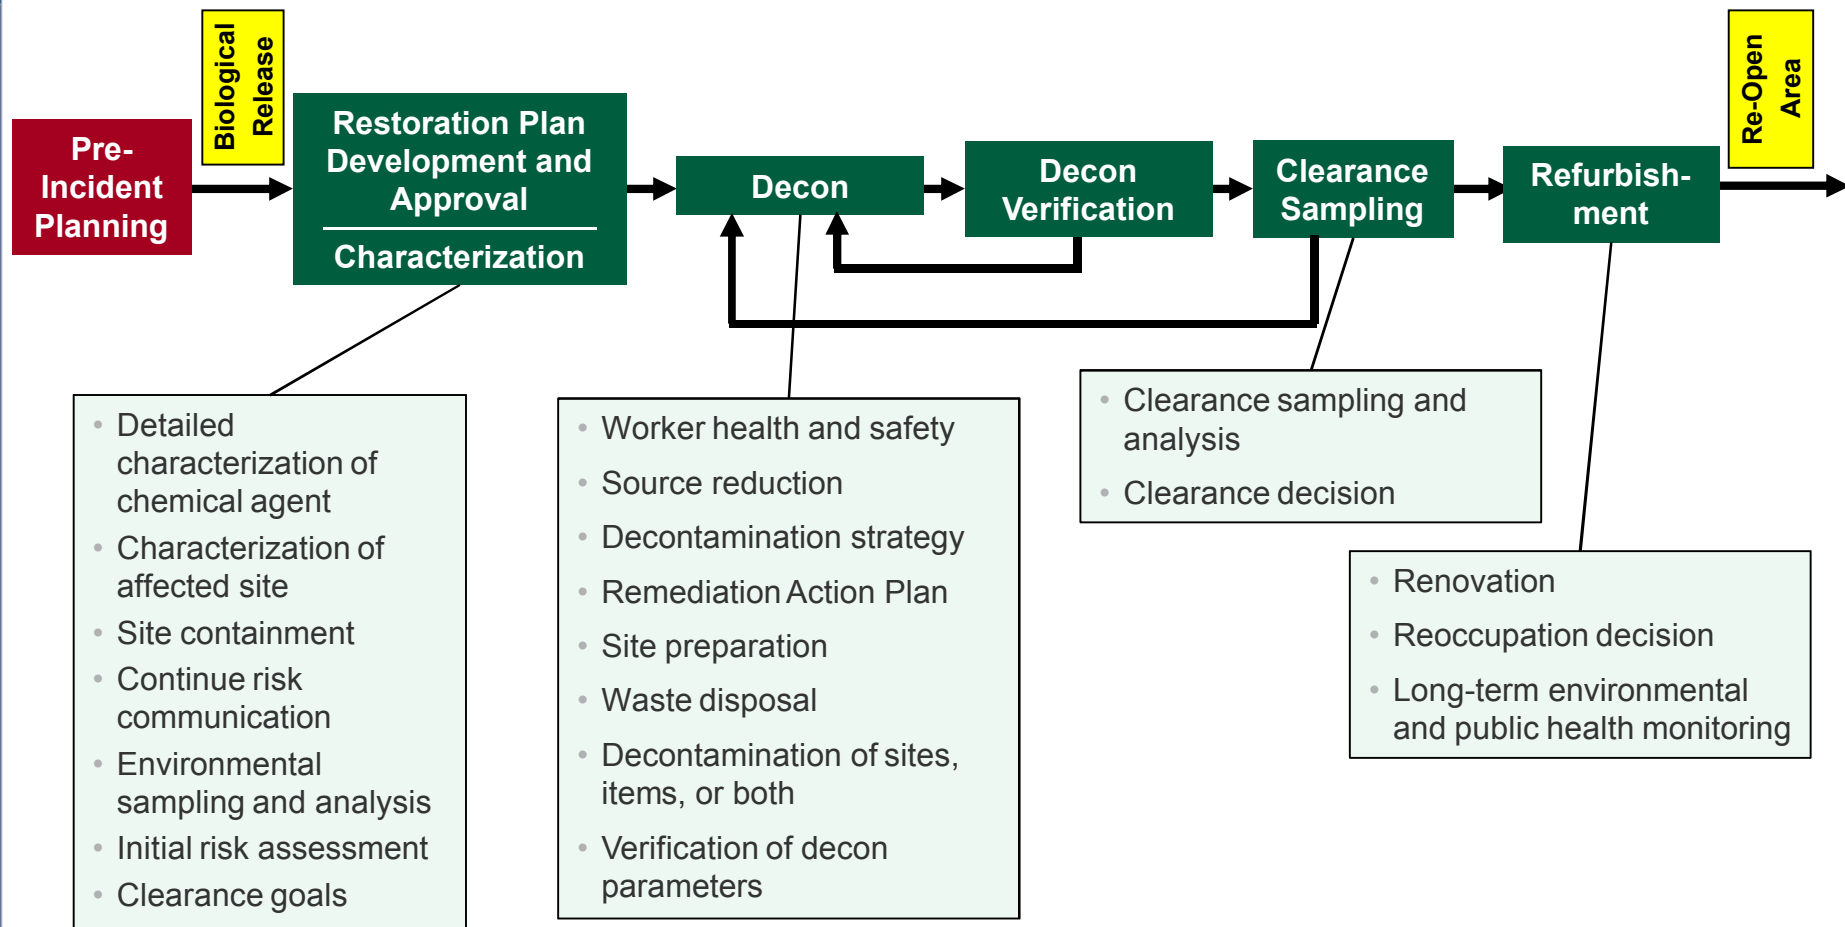 Pre-
Incident
Planning
Biological
Release
Restoration Plan
Development and
Approval
Characterization
Decon
Decon
Verification
Clearance
Sampling
Refurbish-
ment
Re-Open
Area
• Detailed
characterization of
chemical agent
• Characterization of
affected site
• Site containment
• Continue risk
communication
• Environmental
sampling and analysis
• Initial risk assessment
• Clearance goals
• Worker health and safety
• Source reduction
• Decontamination strategy
• Remediation Action Plan
• Site preparation
• Waste disposal
• Decontamination of sites,
items, or both
• Verification of decon
parameters
• Clearance sampling and
analysis
• Clearance decision
• Renovation
• Reoccupation decision
• Long-term environmental
and public health monitoring